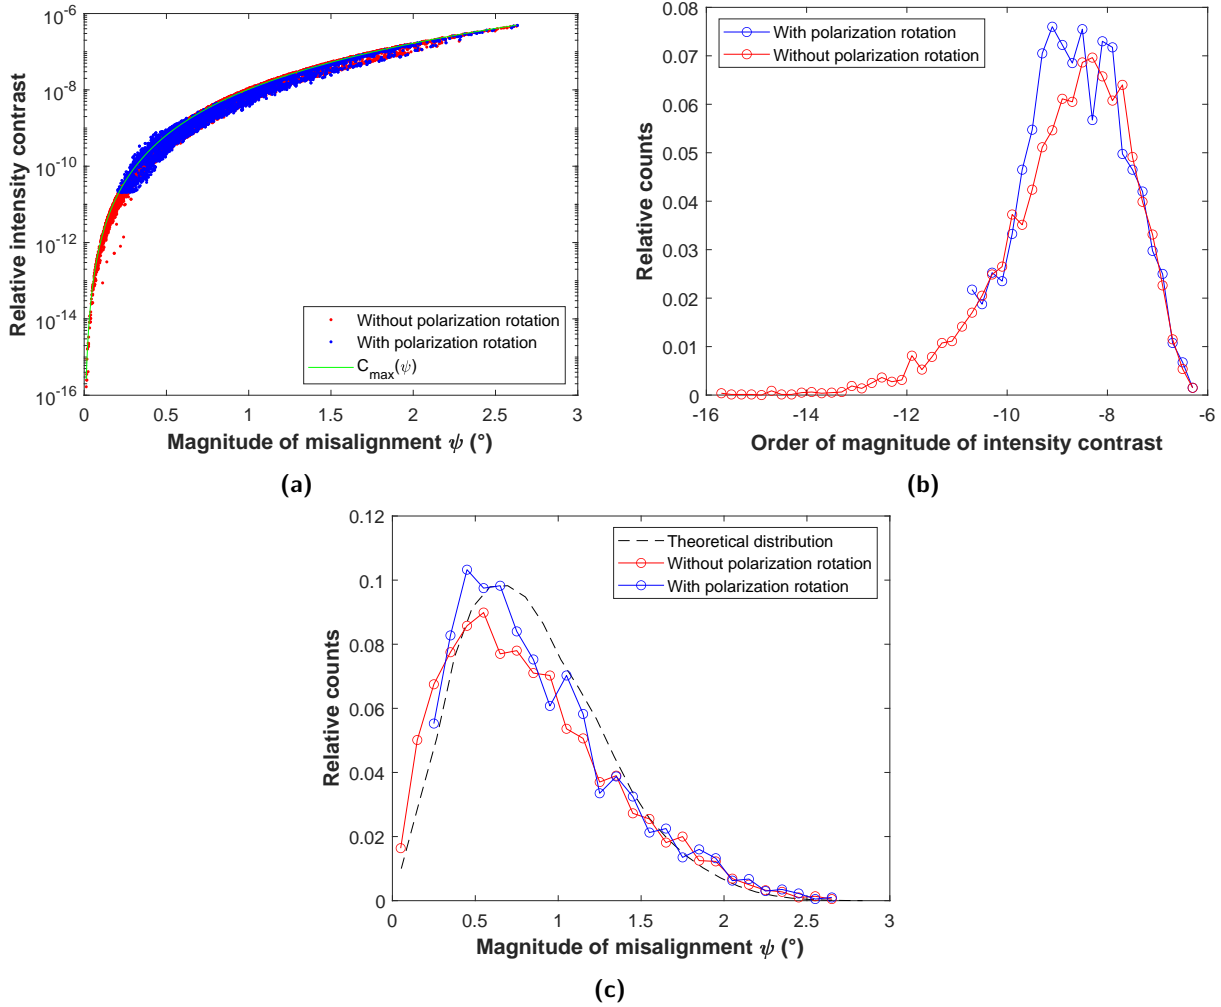 Relative intensity contrast
10^-6
10^-8
10^-10
10^-12
10^-14
10^-16
0 0.5 1 1.5 2 2.5 3
Magnitude of misalignment ψ (°)
Without polarization rotation
With polarization rotation
C_max(ψ)
(a)
Relative counts
0.08
0.07
0.06
0.05
0.04
0.03
0.02
0.01
0
-16 -14 -12 -10 -8 -6
Order of magnitude of intensity contrast
With polarization rotation
Without polarization rotation
(b)
Relative counts
0.12
0.1
0.08
0.06
0.04
0.02
0
0 0.5 1 1.5 2 2.5 3
Magnitude of misalignment ψ (°)
Theoretical distribution
Without polarization rotation
With polarization rotation
(c)